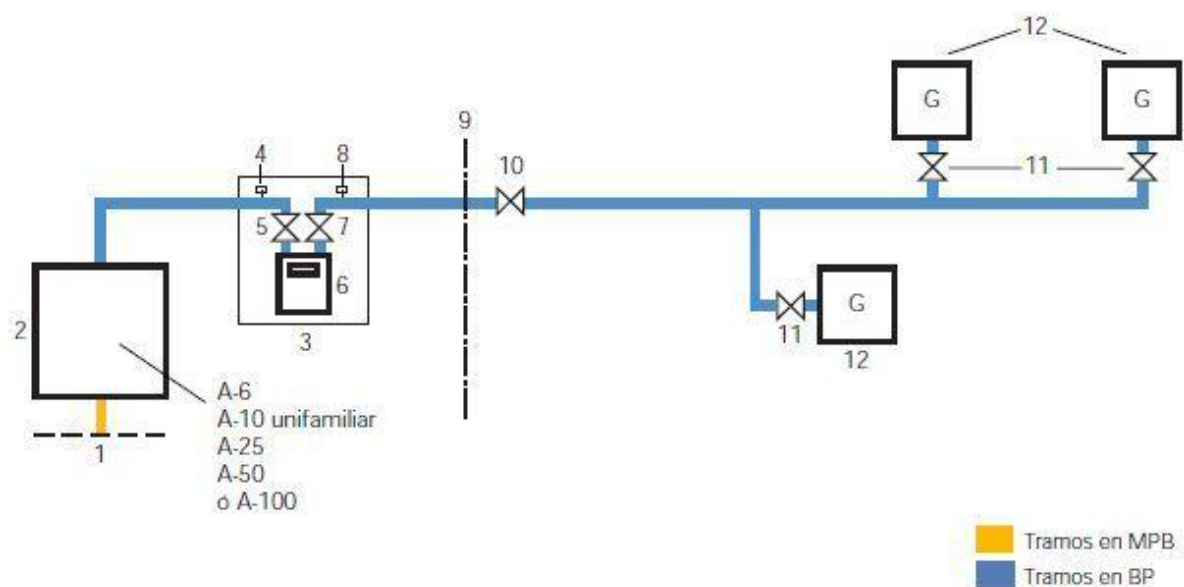 12
G
G
9
4
8
10
11
5
7
6
G
2
3
11
12
A-6
A-10 unifamiliar
A-25
1
A-50
ó A-100
Tramos en MPB
Tramos en BP